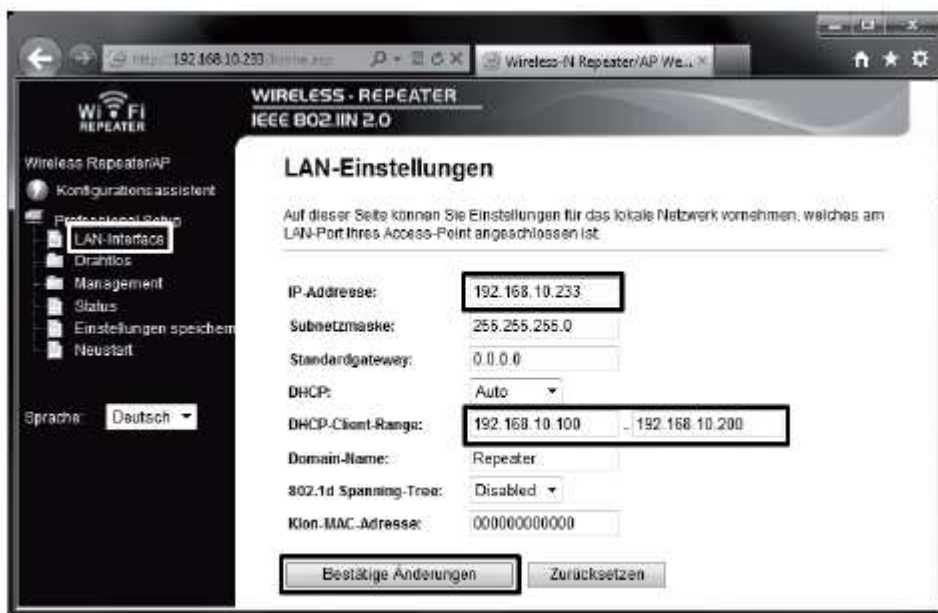 192.168.10.233
Wireless-N Repeater/AP We...
Wi Fi
REPEATER
WIRELESS - REPEATER
IEEE 802.11N 2.0
Wireless Repeater/AP
Konfigurationsassistent
Professional Setup
LAN-Interface
Drahtlos
Management
Status
Einstellungen speichern
Neustart
Sprache: Deutsch
LAN-Einstellungen
Auf dieser Seite können Sie Einstellungen für das lokale Netzwerk vornehmen, welches am
LAN-Port Ihres Access-Point angeschlossen ist.
IP-Addresse: 192.168.10.233
Subnetzmaske: 255.255.255.0
Standardgateway: 0.0.0.0
DHCP: Auto
DHCP-Client-Range: 192.168.10.100 - 192.168.10.200
Domain-Name: Repeater
802.1d Spanning-Tree: Disabled
Klon-MAC-Adresse: 000000000000
Bestätige Änderungen Zurücksetzen